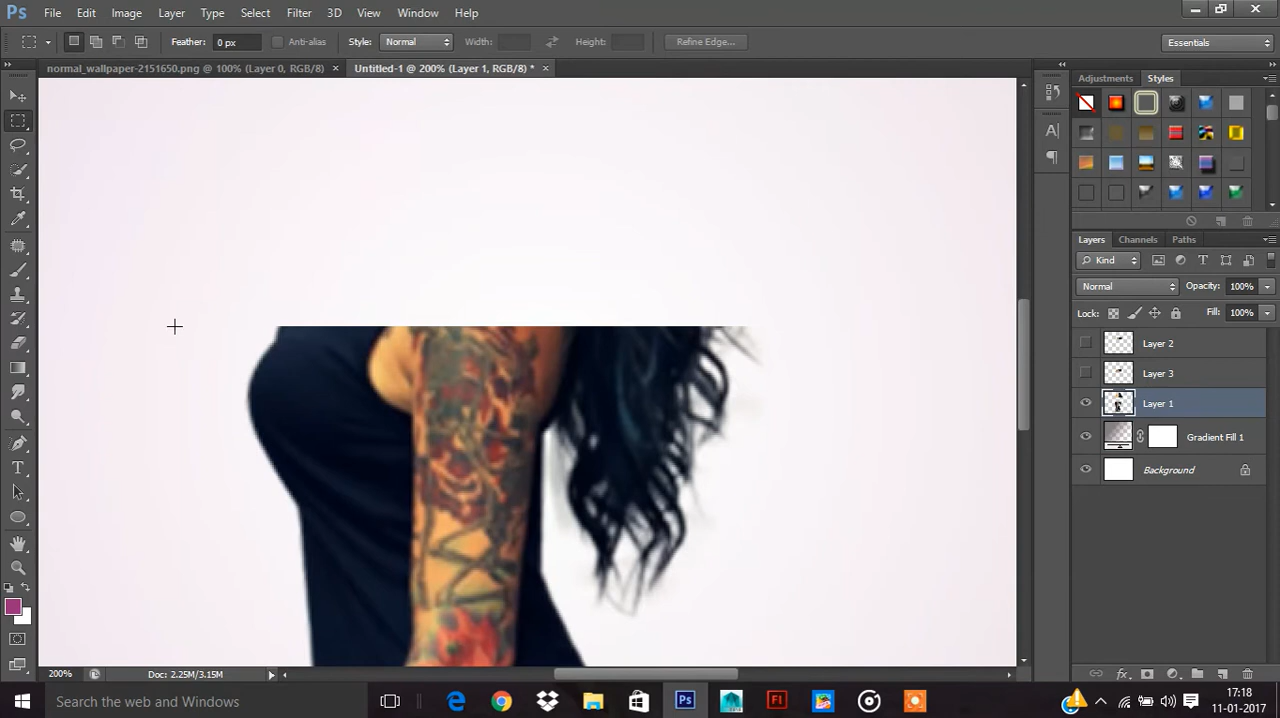 Ps File Edit Image Layer Type Select Filter 3D View Window Help
Feather: 0 px Anti-alias Style: Normal Width: Height: Refine Edge... Essentials
normal_wallpaper-2151650.png @ 100% (Layer 0, RGB/8) × Untitled-1 @ 200% (Layer 1, RGB/8) * ×
Adjustments Styles
Layers Channels Paths
Kind
Normal Opacity: 100%
Lock: Fill: 100%
Layer 2
Layer 3
Layer 1
Gradient Fill 1
Background
200% Doc: 2.25M/3.15M
Search the web and Windows
17:18
11-01-2017